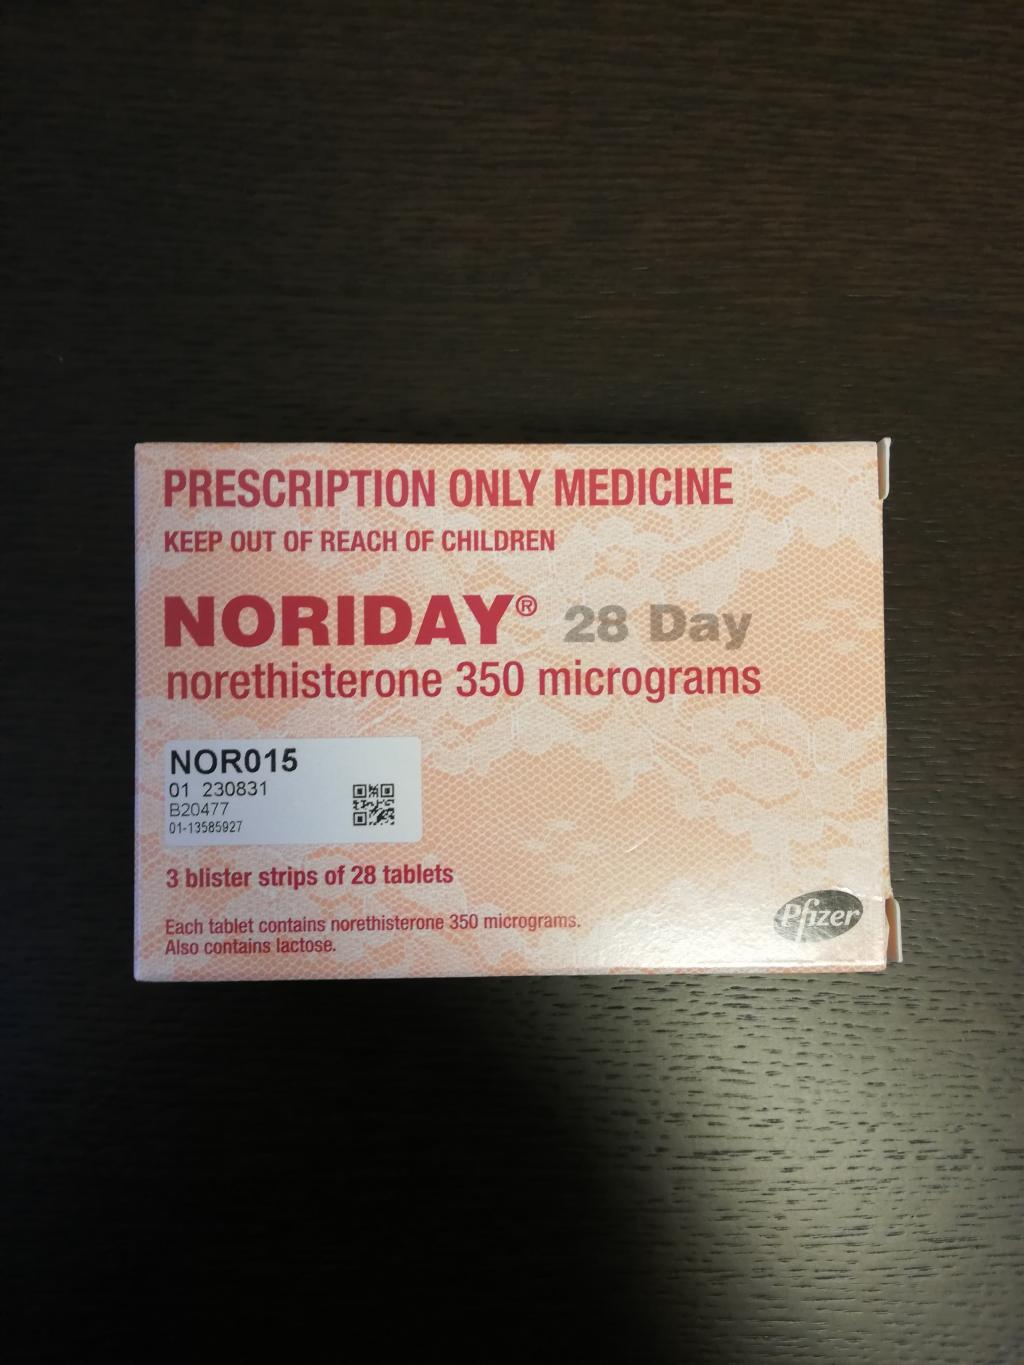 PRESCRIPTION ONLY MEDICINE
KEEP OUT OF REACH OF CHILDREN
NORIDAY® 28 Day
norethisterone 350 micrograms
NOR015
01 230831
B20477
01-13585927
3 blister strips of 28 tablets
Each tablet contains norethisterone 350 micrograms.
Also contains lactose.
Pfizer